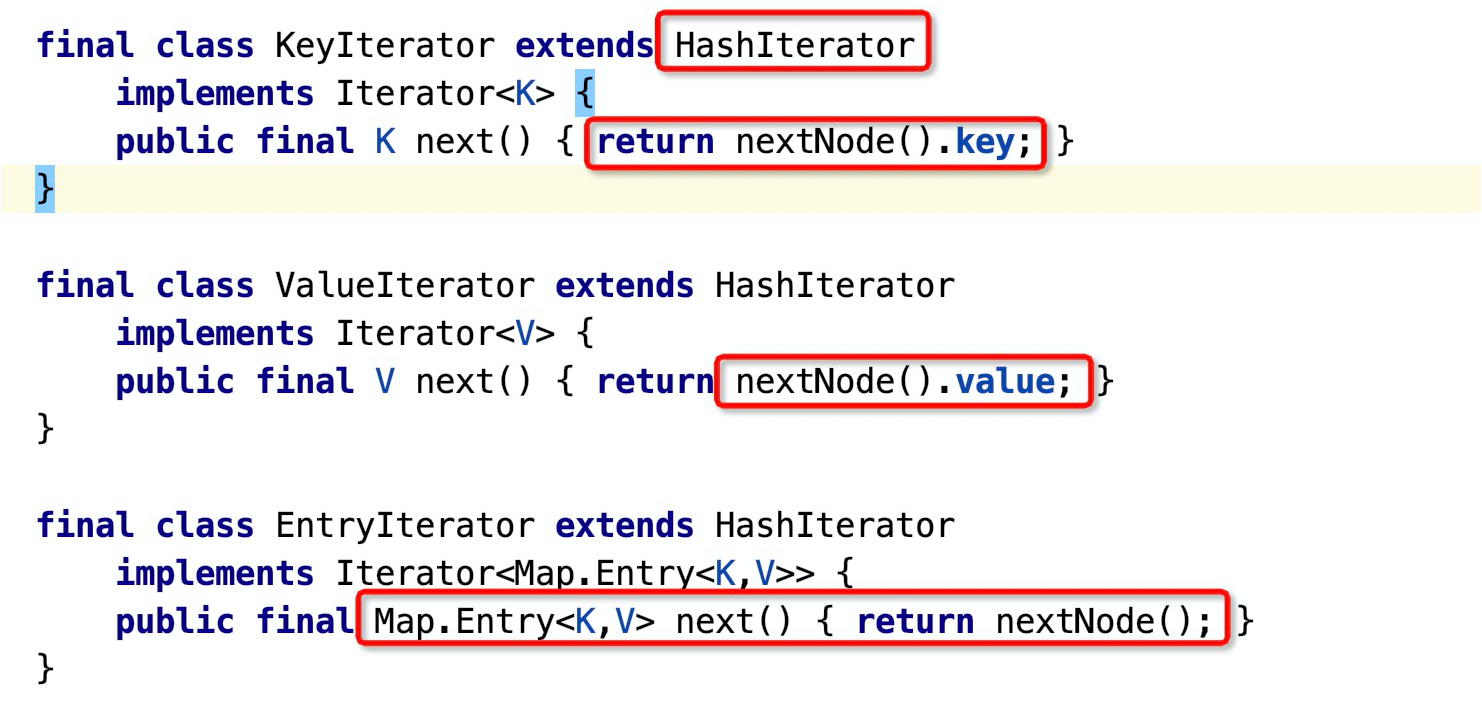 final class KeyIterator extends HashIterator
    implements Iterator<K> {
    public final K next() { return nextNode().key; }
}

final class ValueIterator extends HashIterator
    implements Iterator<V> {
    public final V next() { return nextNode().value; }
}

final class EntryIterator extends HashIterator
    implements Iterator<Map.Entry<K,V>> {
    public final Map.Entry<K,V> next() { return nextNode(); }
}